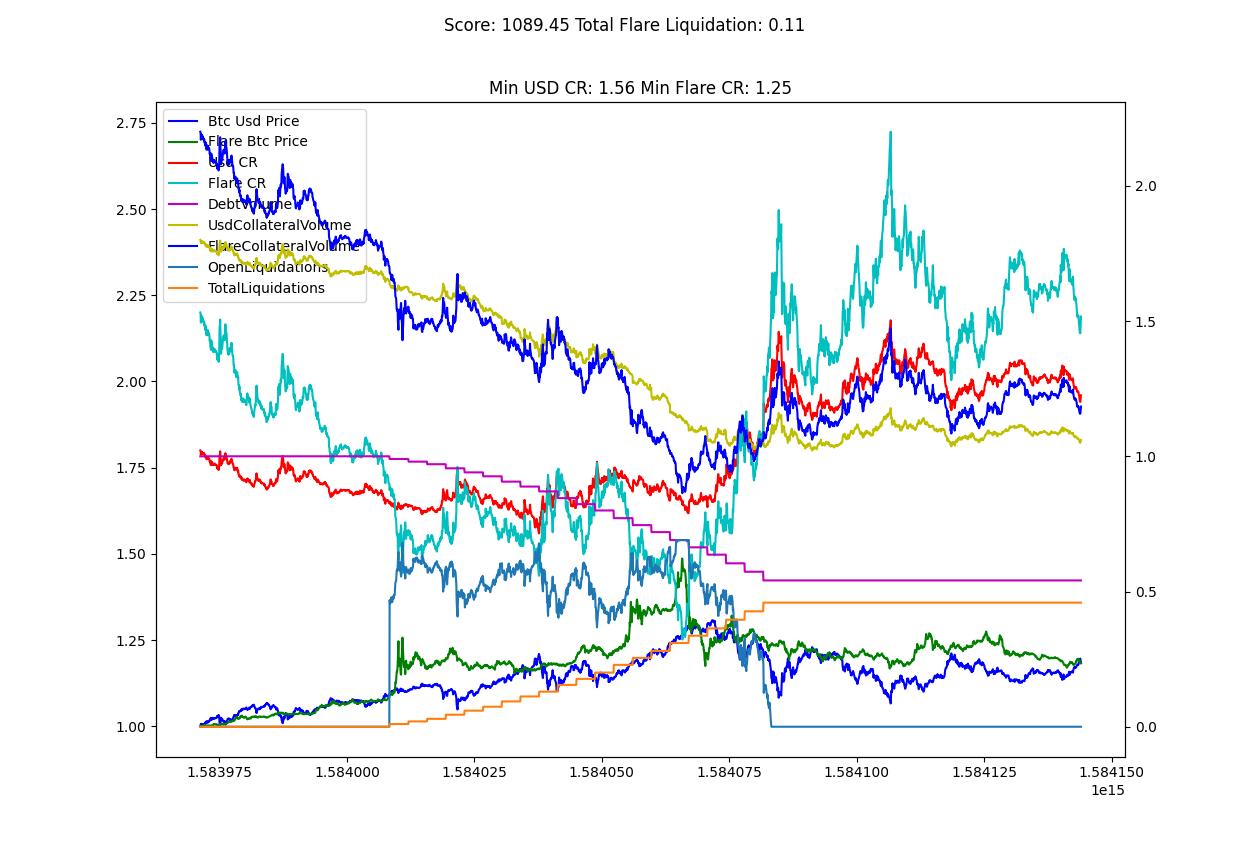 Score: 1089.45 Total Flare Liquidation: 0.11
Min USD CR: 1.56 Min Flare CR: 1.25
Btc Usd Price
Flare Btc Price
Usd CR
Flare CR
DebtVolume
UsdCollateralVolume
FlareCollateralVolume
OpenLiquidations
TotalLiquidations
2.75
2.50
2.25
2.00
1.75
1.50
1.25
1.00
2.0
1.5
1.0
0.5
0.0
1.583975 1.584000 1.584025 1.584050 1.584075 1.584100 1.584125 1.584150
1e15